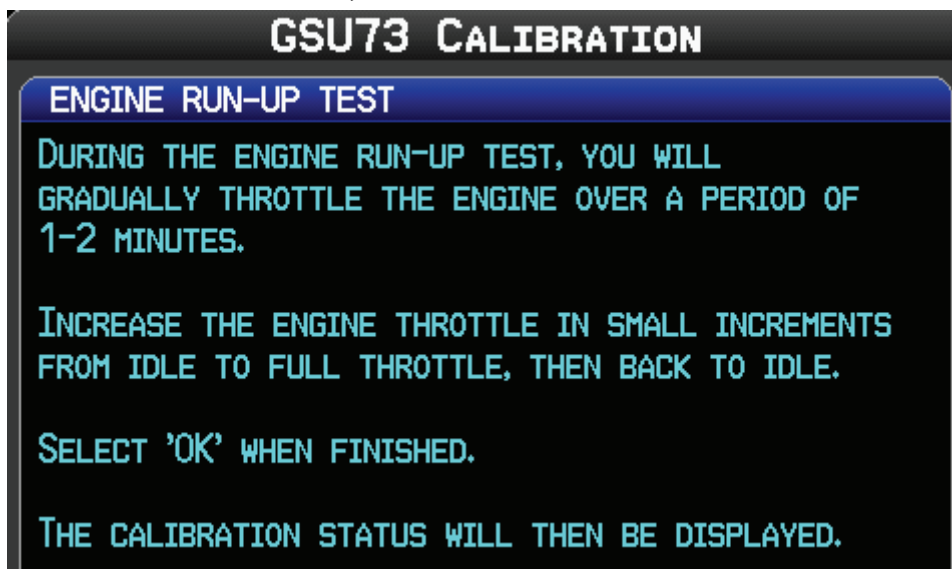 GSU73 CALIBRATION
ENGINE RUN-UP TEST
DURING THE ENGINE RUN-UP TEST, YOU WILL
GRADUALLY THROTTLE THE ENGINE OVER A PERIOD OF
1-2 MINUTES.
INCREASE THE ENGINE THROTTLE IN SMALL INCREMENTS
FROM IDLE TO FULL THROTTLE, THEN BACK TO IDLE.
SELECT 'OK' WHEN FINISHED.
THE CALIBRATION STATUS WILL THEN BE DISPLAYED.